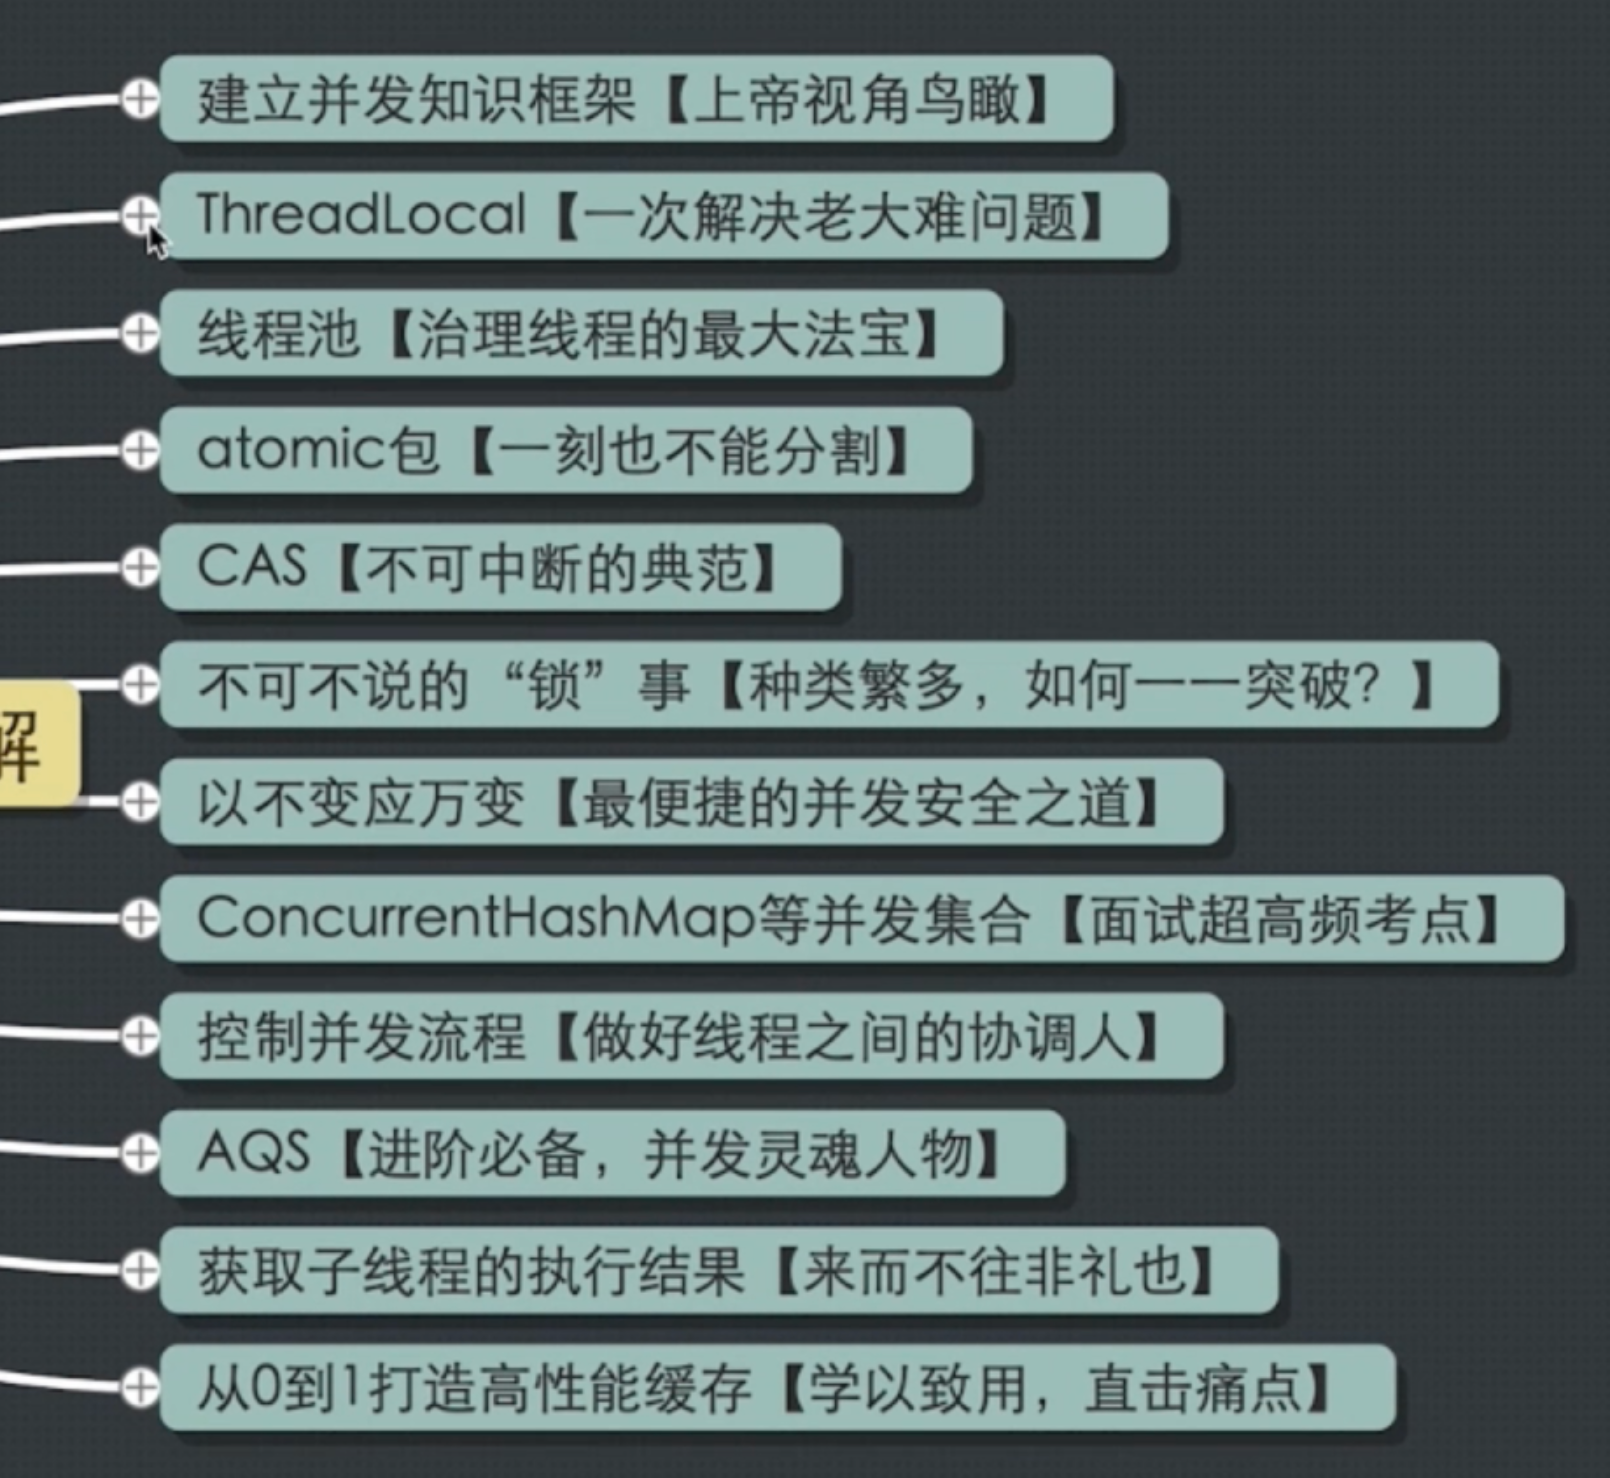 建立并发知识框架【上帝视角鸟瞰】
ThreadLocal【一次解决老大难问题】
线程池【治理线程的最大法宝】
atomic包【一刻也不能分割】
CAS【不可中断的典范】
不可不说的“锁”事【种类繁多，如何一一突破？】
解
以不变应万变【最便捷的并发安全之道】
ConcurrentHashMap等并发集合【面试超高频考点】
控制并发流程【做好线程之间的协调人】
AQS【进阶必备，并发灵魂人物】
获取子线程的执行结果【来而不往非礼也】
从0到1打造高性能缓存【学以致用，直击痛点】